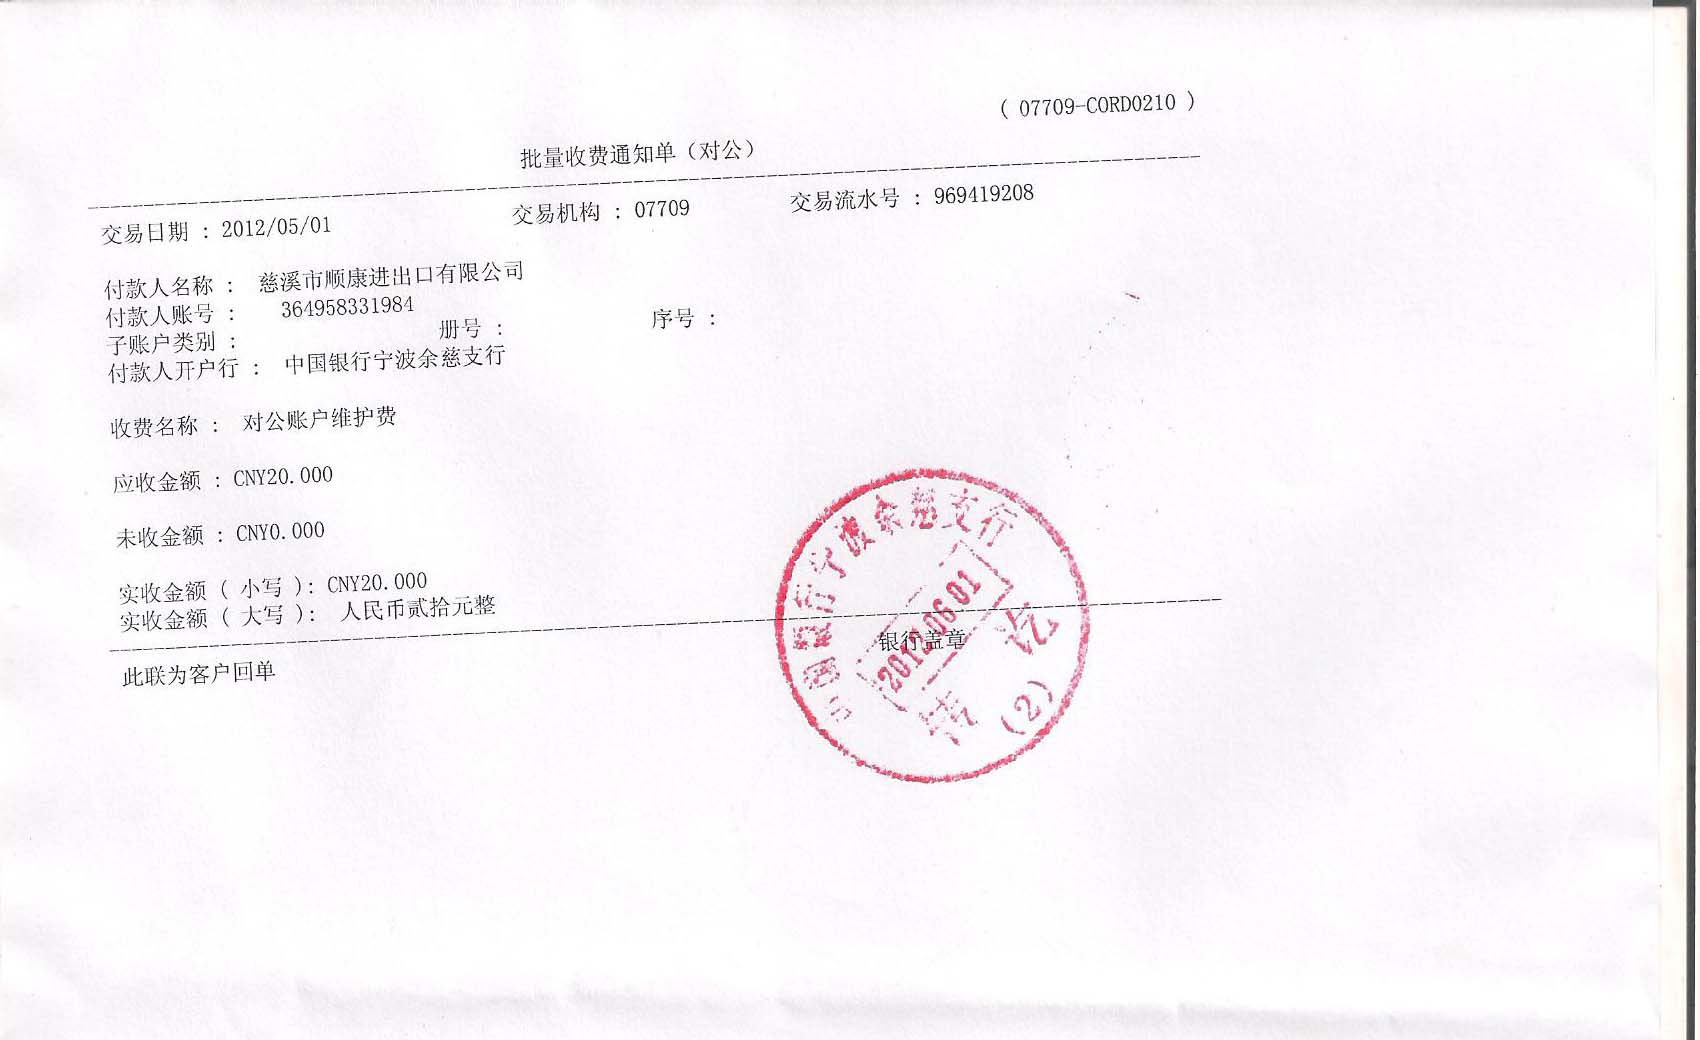 ( 07709-CORD0210 )
批量收费通知单（对公）
交易日期 : 2012/05/01 交易机构 : 07709 交易流水号 : 969419208
付款人名称 : 慈溪市顺康进出口有限公司
付款人账号 : 364958331984
子账户类别 : 册号 : 序号 :
付款人开户行 : 中国银行宁波余慈支行
收费名称 : 对公账户维护费
应收金额 : CNY20.000
未收金额 : CNY0.000
实收金额 ( 小写 ): CNY20.000
实收金额 ( 大写 ): 人民币贰拾元整
银行盖章
此联为客户回单
中国银行宁波余慈支行
2012.06.01
转讫
(2)